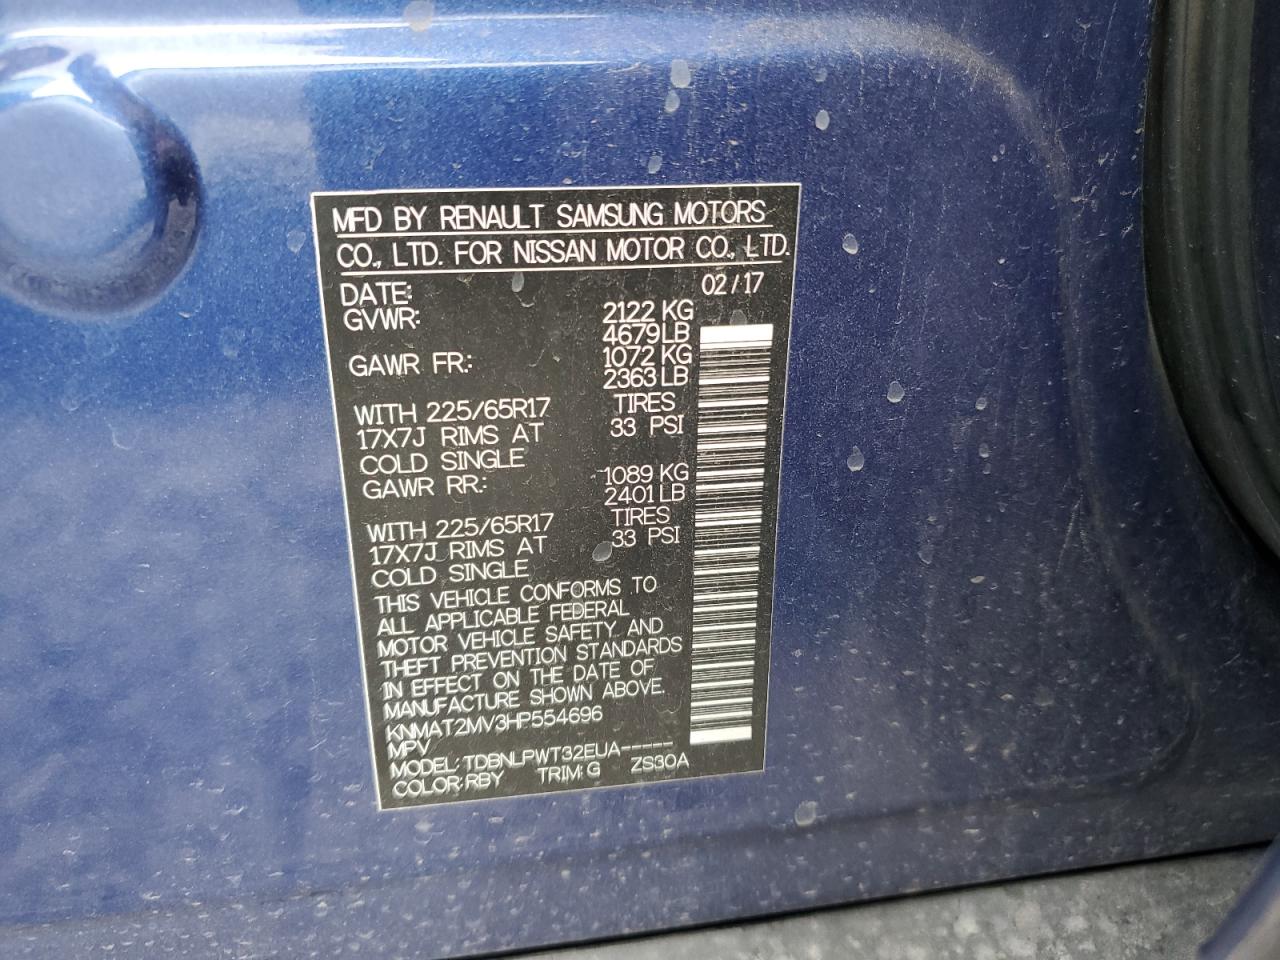 MFD BY RENAULT SAMSUNG MOTORS
CO., LTD. FOR NISSAN MOTOR CO., LTD.
DATE: 02/17
GVWR: 2122 KG
4679 LB
GAWR FR: 1072 KG
2363 LB
WITH 225/65R17 TIRES
17X7J RIMS AT 33 PSI
COLD SINGLE
GAWR RR: 1089 KG
2401 LB
WITH 225/65R17 TIRES
17X7J RIMS AT 33 PSI
COLD SINGLE
THIS VEHICLE CONFORMS TO
ALL APPLICABLE FEDERAL
MOTOR VEHICLE SAFETY AND
THEFT PREVENTION STANDARDS
IN EFFECT ON THE DATE OF
MANUFACTURE SHOWN ABOVE.
KNMAT2MV3HP554696
MPV
MODEL: TDBNLPWT32EUA-----
COLOR: RBY TRIM: G ZS30A